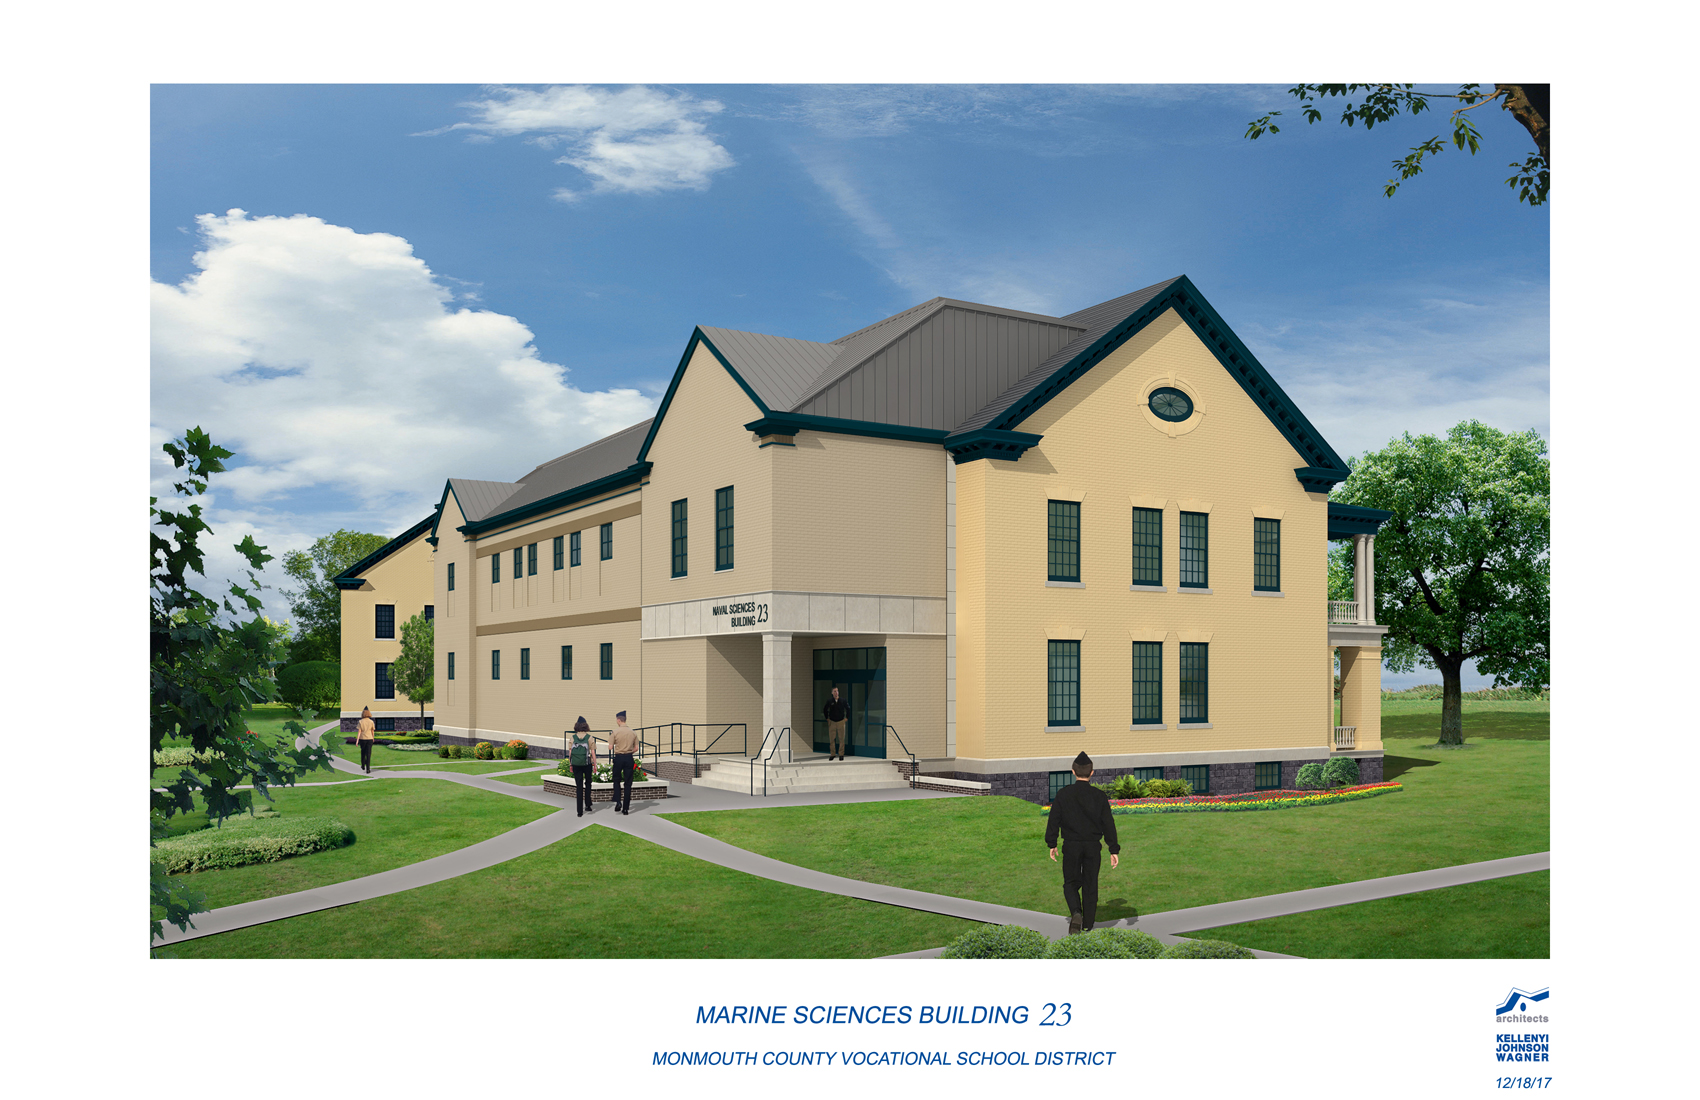 NAVAL SCIENCES
BUILDING 23
MARINE SCIENCES BUILDING 23
MONMOUTH COUNTY VOCATIONAL SCHOOL DISTRICT
architects
KELLENYI
JOHNSON
WAGNER
12/18/17